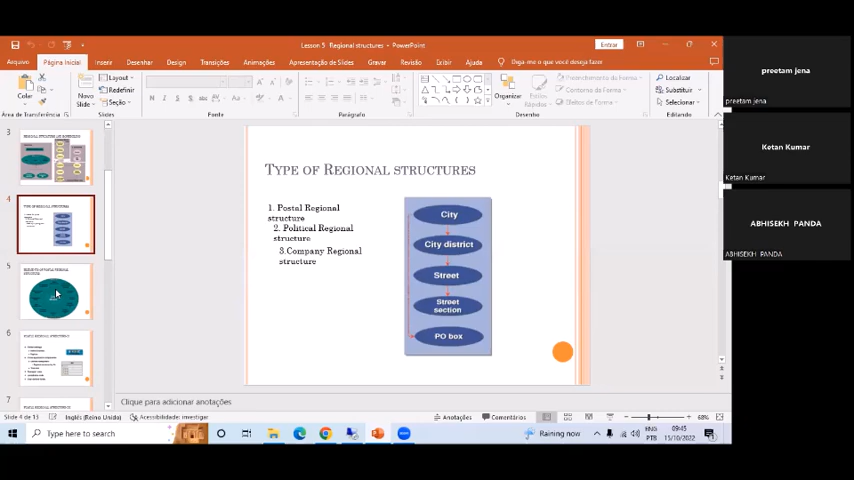 Lesson 5 Regional structures - PowerPoint
Entrar
Arquivo Página Inicial Inserir Desenhar Design Transições Animações Apresentação de Slides Gravar Revisão Exibir Ajuda Diga-me o que você deseja fazer
Colar
Novo Slide
Layout
Redefinir
Seção
Organizar
Estilos Rápidos
Preenchimento da Forma
Contorno da Forma
Efeitos de Forma
Localizar
Substituir
Selecionar
Área de Transferência
Slides
Fonte
Parágrafo
Desenho
Editando
3
4
5
6
7
TYPE OF REGIONAL STRUCTURES
1. Postal Regional
structure
2. Political Regional
structure
3.Company Regional
structure
City
City district
Street
Street
section
PO box
Clique para adicionar anotações
Slide 4 de 13
Inglês (Reino Unido)
Acessibilidade: investigar
Anotações
Comentários
68%
Type here to search
Raining now
ENG
PTB
09:45
15/10/2022
preetam jena
preetam jena
Ketan Kumar
Ketan Kumar
ABHISEKH PANDA
ABHISEKH PANDA